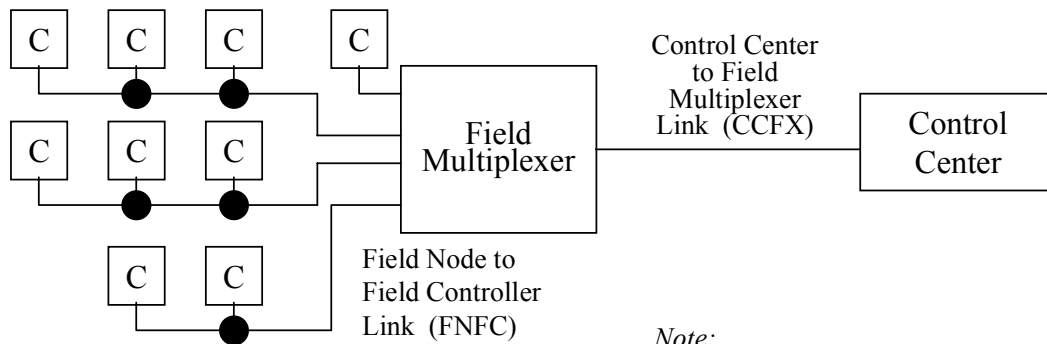 C C C C
Control Center
to Field
Multiplexer
Link (CCFX)
Field
Multiplexer
Control
Center
C C C
C C
Field Node to
Field Controller
Link (FNFC)
Note: